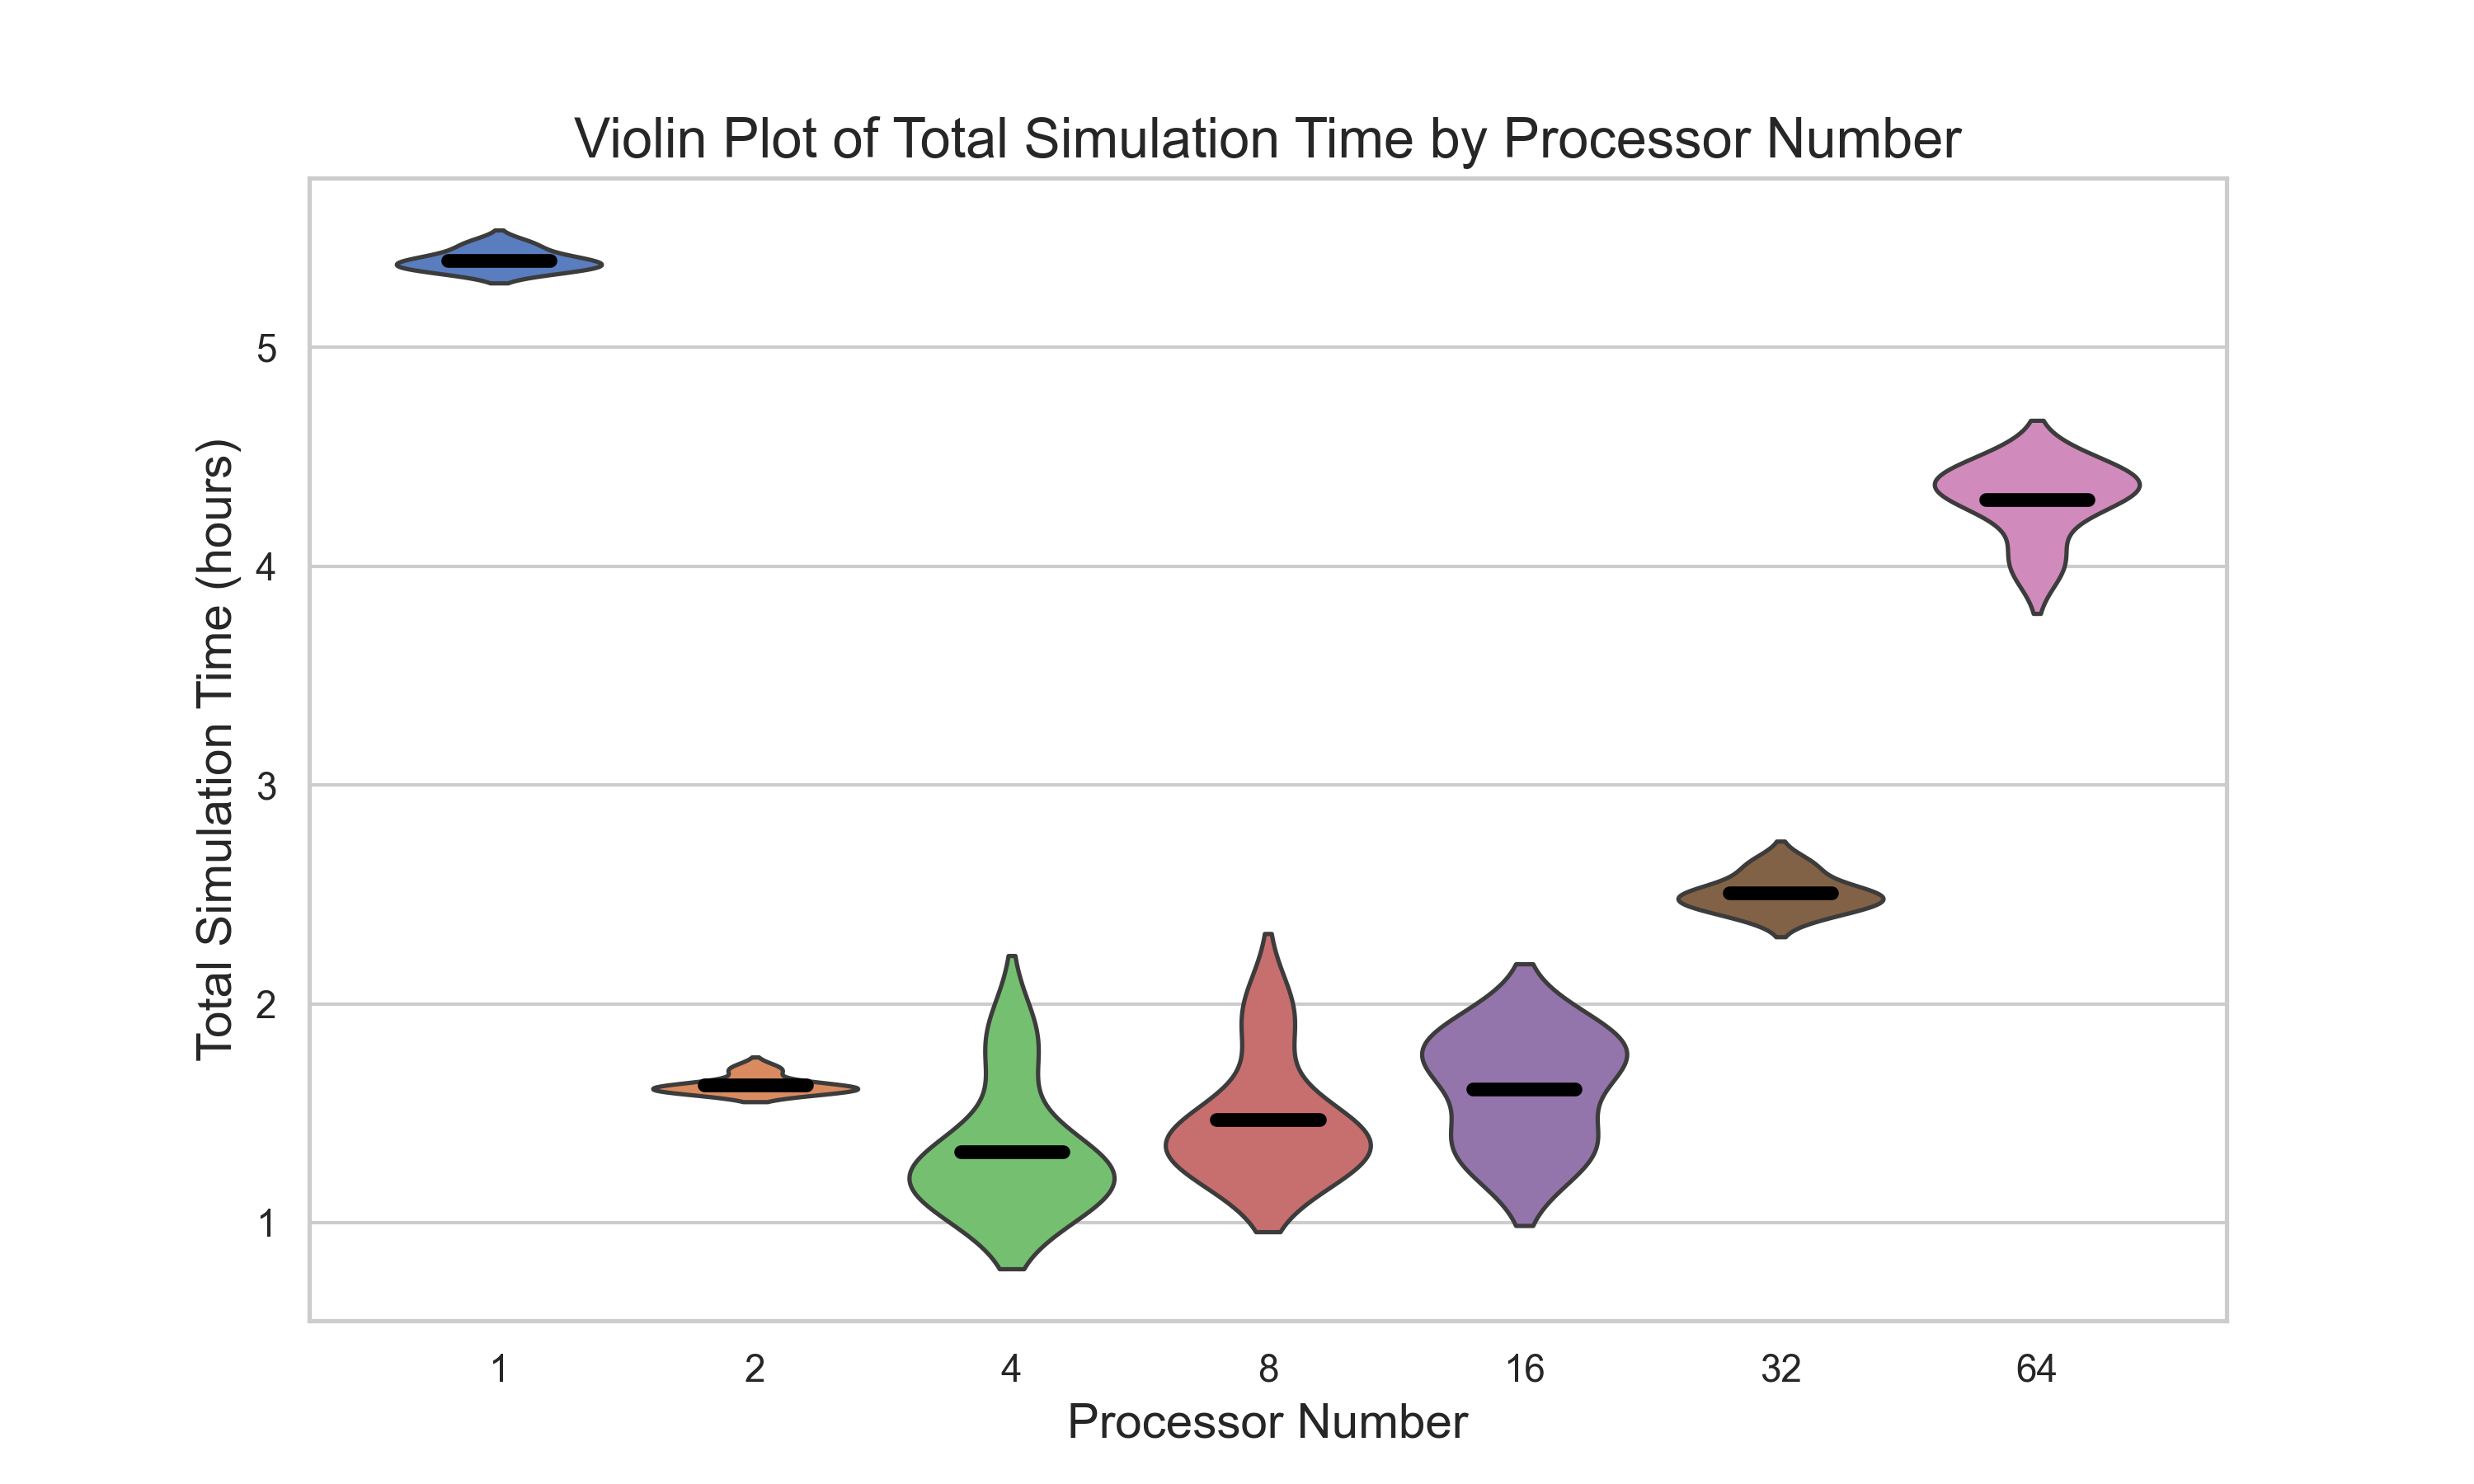 Violin Plot of Total Simulation Time by Processor Number
Total Simulation Time (hours)
5
4
3
2
1
1 2 4 8 16 32 64
Processor Number